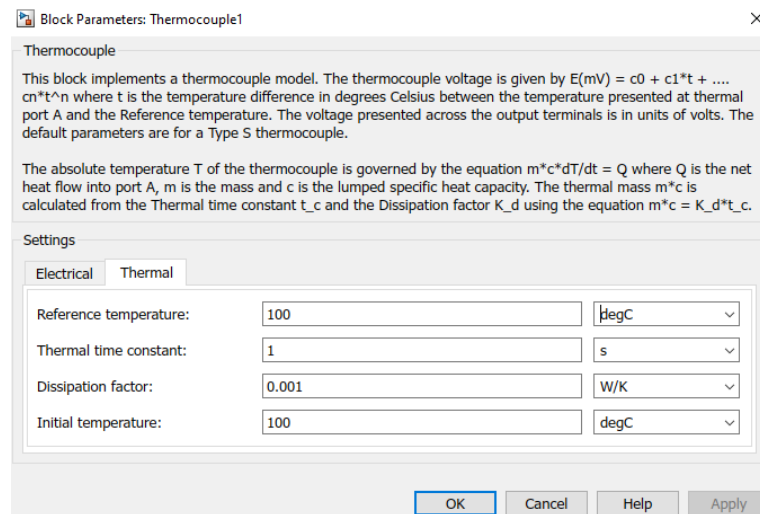 Block Parameters: Thermocouple1
Thermocouple
This block implements a thermocouple model. The thermocouple voltage is given by E(mV) = c0 + c1*t + ....
cn*t^n where t is the temperature difference in degrees Celsius between the temperature presented at thermal
port A and the Reference temperature. The voltage presented across the output terminals is in units of volts. The
default parameters are for a Type S thermocouple.
The absolute temperature T of the thermocouple is governed by the equation m*c*dT/dt = Q where Q is the net
heat flow into port A, m is the mass and c is the lumped specific heat capacity. The thermal mass m*c is
calculated from the Thermal time constant t_c and the Dissipation factor K_d using the equation m*c = K_d*t_c.
Settings
Electrical Thermal
Reference temperature: 100 degC
Thermal time constant: 1 s
Dissipation factor: 0.001 W/K
Initial temperature: 100 degC
OK Cancel Help Apply